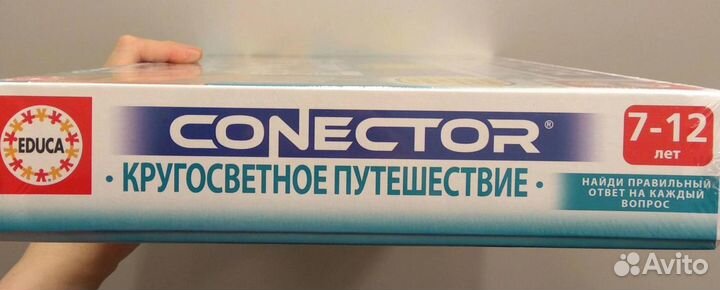 EDUCA
CONECTOR®
• КРУГОСВЕТНОЕ ПУТЕШЕСТВИЕ •
7-12
лет
НАЙДИ ПРАВИЛЬНЫЙ
ОТВЕТ НА КАЖДЫЙ
ВОПРОС
Avito